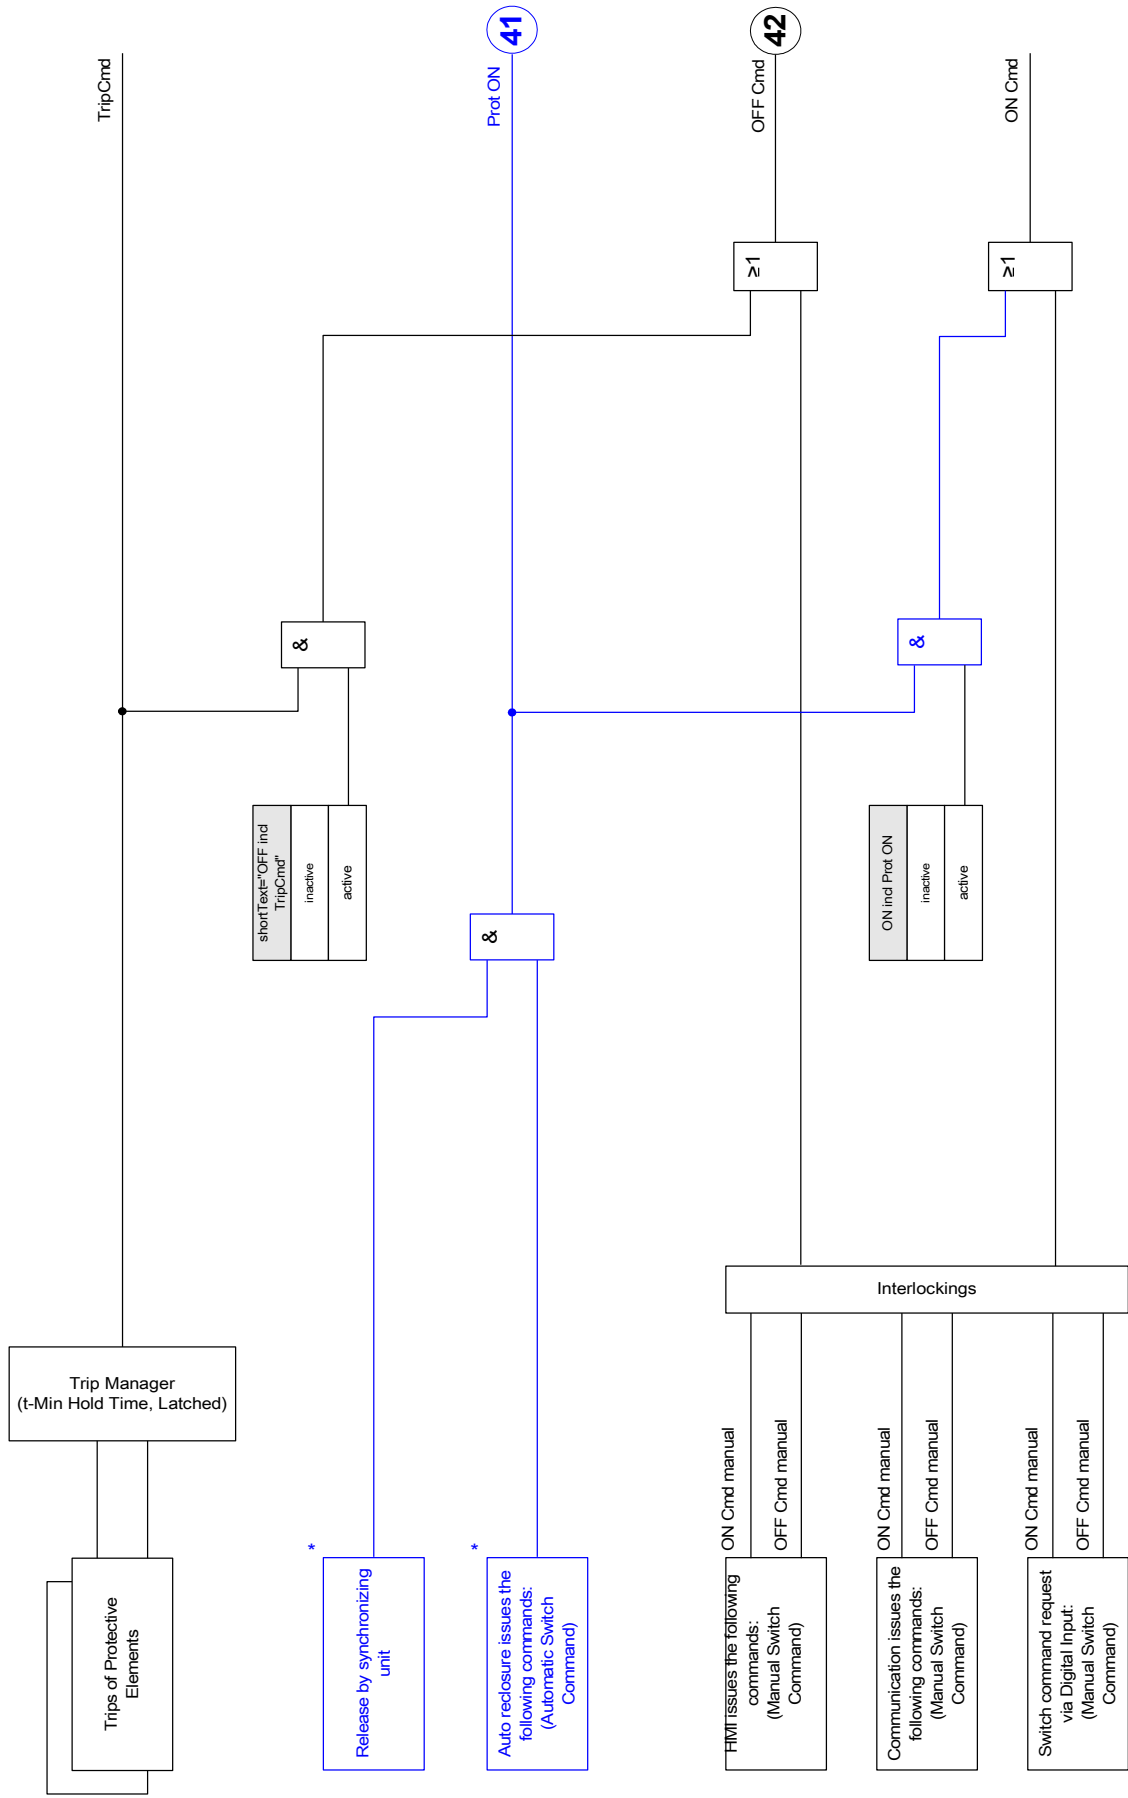 Trips of Protective
Elements
Trip Manager
(t-Min Hold Time, Latched)
TripCmd
shortText="OFF incl
TripCmd"
inactive
active
&
*
Release by synchronizing
unit
*
Auto reclosure issues the
following commands:
(Automatic Switch
Command)
&
Prot ON
41
HMI issues the following
commands:
(Manual Switch
Command)
ON Cmd manual
OFF Cmd manual
Communication issues the
following commands:
(Manual Switch
Command)
ON Cmd manual
OFF Cmd manual
Switch command request
via Digital Input:
(Manual Switch
Command)
ON Cmd manual
OFF Cmd manual
Interlockings
ON incl Prot ON
inactive
active
&
≥1
OFF Cmd
42
≥1
ON Cmd